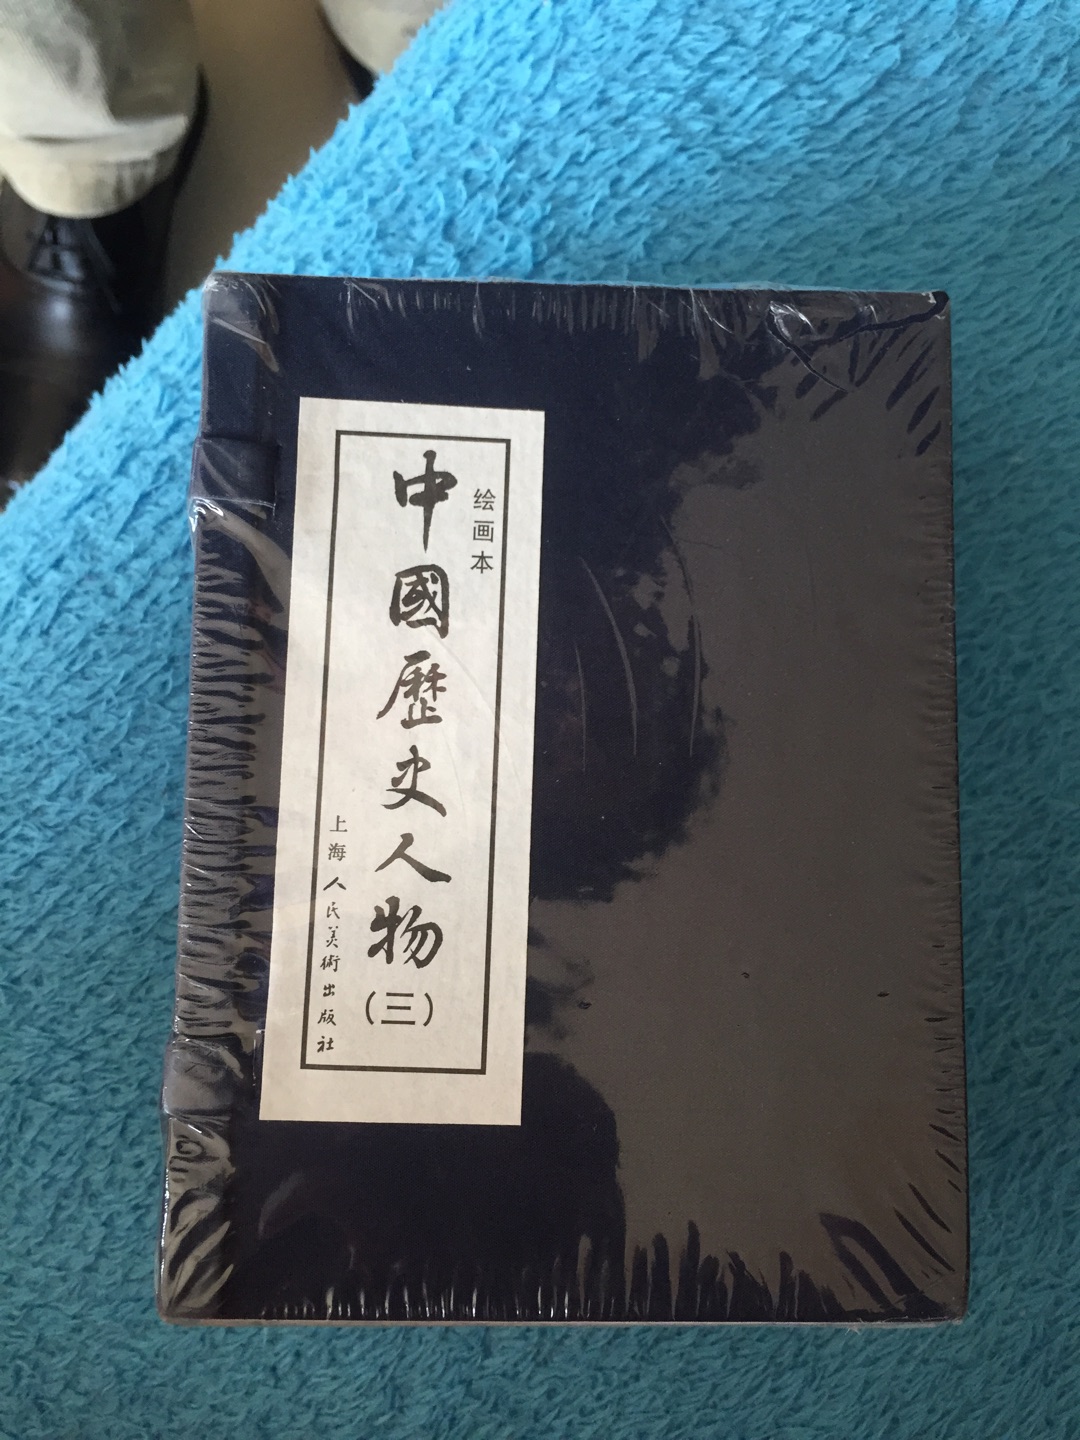 绘画本
中國歷史人物
（三）
上海人民美術出版社